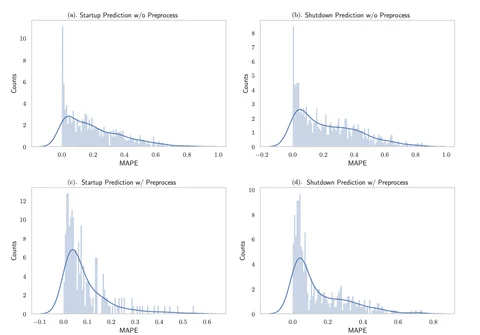 (a). Startup Prediction w/o Preprocess
Counts
10
8
6
4
2
0
0.0 0.2 0.4 0.6 0.8 1.0
MAPE
(b). Shutdown Prediction w/o Preprocess
Counts
8
7
6
5
4
3
2
1
0
−0.2 0.0 0.2 0.4 0.6 0.8 1.0
MAPE
(c). Startup Prediction w/ Preprocess
Counts
12
10
8
6
4
2
0
−0.1 0.0 0.1 0.2 0.3 0.4 0.5 0.6
MAPE
(d). Shutdown Prediction w/ Preprocess
Counts
10
8
6
4
2
0
0.0 0.2 0.4 0.6 0.8
MAPE